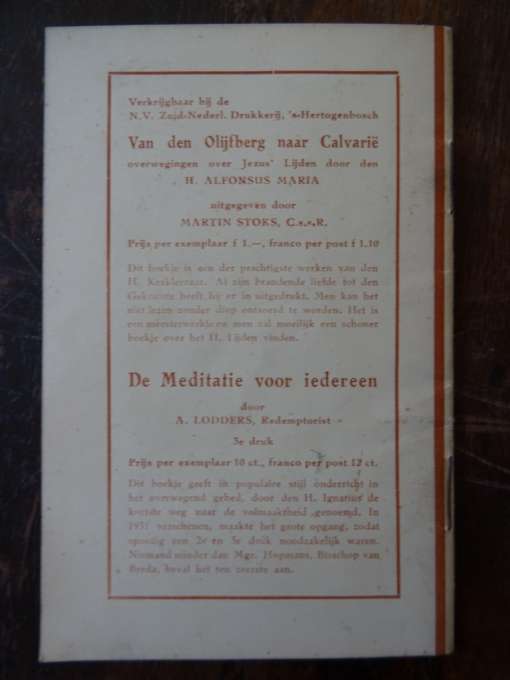 Verkrijgbaar bij de
N.V. Zuid-Nederl. Drukkerij, 's-Hertogenbosch
Van den Olijfberg naar Calvarië
overwegingen over Jezus' Lijden door den
H. ALFONSUS MARIA
uitgegeven door
MARTIN STOKS, C.s.s.R.
Prijs per exemplaar f 1.—, franco per post f 1.10
Dit boekje is een der prachtigste werken van den
H. Kerkleeraar. Al zijn brandende liefde tot den
Gekruiste heeft hij er in uitgedrukt. Men kan het
niet lezen zonder diep ontroerd te worden. Het is
een meesterwerkje en men zal moeilijk een schooner
boekje over het H. Lijden vinden.
De Meditatie voor iedereen
door
A. LODDERS, Redemptorist
3e druk
Prijs per exemplaar 10 ct., franco per post 12 ct.
Dit boekje geeft in populaire stijl onderricht in
het overwegend gebed, door den H. Ignatius de
kortste weg naar de volmaaktheid genoemd. In
1931 verschenen, maakte het grote opgang, zodat
spoedig een 2e en 3e druk noodzakelijk waren.
Niemand minder dan Mgr. Hopmans, Bisschop van
Breda, beval het ten zeerste aan.